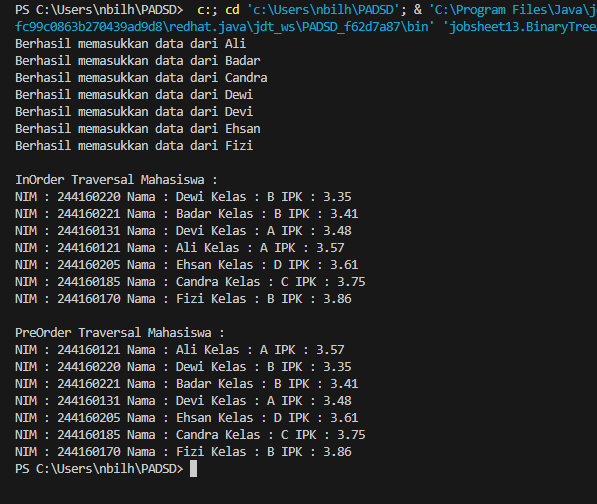 PS C:\Users\nbilh\PADSD>  c:; cd 'c:\Users\nbilh\PADSD'; & 'C:\Program Files\Java\j
fc99c0863b270439ad9d8\redhat.java\jdt_ws\PADSD_f62d7a87\bin' 'jobsheet13.BinaryTree
Berhasil memasukkan data dari Ali
Berhasil memasukkan data dari Badar
Berhasil memasukkan data dari Candra
Berhasil memasukkan data dari Dewi
Berhasil memasukkan data dari Devi
Berhasil memasukkan data dari Ehsan
Berhasil memasukkan data dari Fizi

InOrder Traversal Mahasiswa :
NIM : 244160220 Nama : Dewi Kelas : B IPK : 3.35
NIM : 244160221 Nama : Badar Kelas : B IPK : 3.41
NIM : 244160131 Nama : Devi Kelas : A IPK : 3.48
NIM : 244160121 Nama : Ali Kelas : A IPK : 3.57
NIM : 244160205 Nama : Ehsan Kelas : D IPK : 3.61
NIM : 244160185 Nama : Candra Kelas : C IPK : 3.75
NIM : 244160170 Nama : Fizi Kelas : B IPK : 3.86

PreOrder Traversal Mahasiswa :
NIM : 244160121 Nama : Ali Kelas : A IPK : 3.57
NIM : 244160220 Nama : Dewi Kelas : B IPK : 3.35
NIM : 244160221 Nama : Badar Kelas : B IPK : 3.41
NIM : 244160131 Nama : Devi Kelas : A IPK : 3.48
NIM : 244160205 Nama : Ehsan Kelas : D IPK : 3.61
NIM : 244160185 Nama : Candra Kelas : C IPK : 3.75
NIM : 244160170 Nama : Fizi Kelas : B IPK : 3.86
PS C:\Users\nbilh\PADSD>